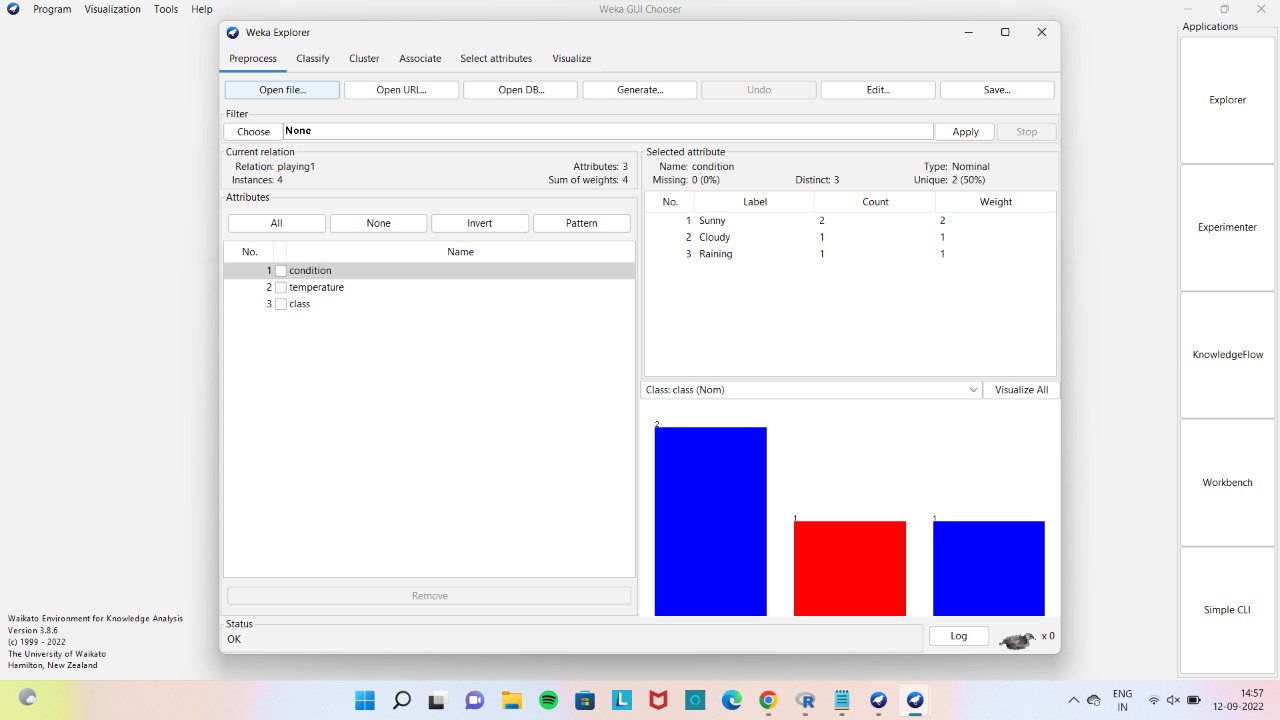 Program Visualization Tools Help
Weka GUI Chooser
Applications
Explorer
Experimenter
KnowledgeFlow
Workbench
Simple CLI
Weka Explorer
Preprocess Classify Cluster Associate Select attributes Visualize
Open file... Open URL... Open DB... Generate... Undo Edit... Save...
Filter
Choose None Apply Stop
Current relation
Relation: playing1 Attributes: 3
Instances: 4 Sum of weights: 4
Attributes
All None Invert Pattern
No. Name
1 condition
2 temperature
3 class
Remove
Selected attribute
Name: condition Type: Nominal
Missing: 0 (0%) Distinct: 3 Unique: 2 (50%)
No. Label Count Weight
1 Sunny 2 2
2 Cloudy 1 1
3 Raining 1 1
Class: class (Nom) Visualize All
2
1 1
Status
OK
Log x 0
Waikato Environment for Knowledge Analysis
Version 3.8.6
(c) 1999 - 2022
The University of Waikato
Hamilton, New Zealand
L
R
ENG
IN
14:57
12-09-2022